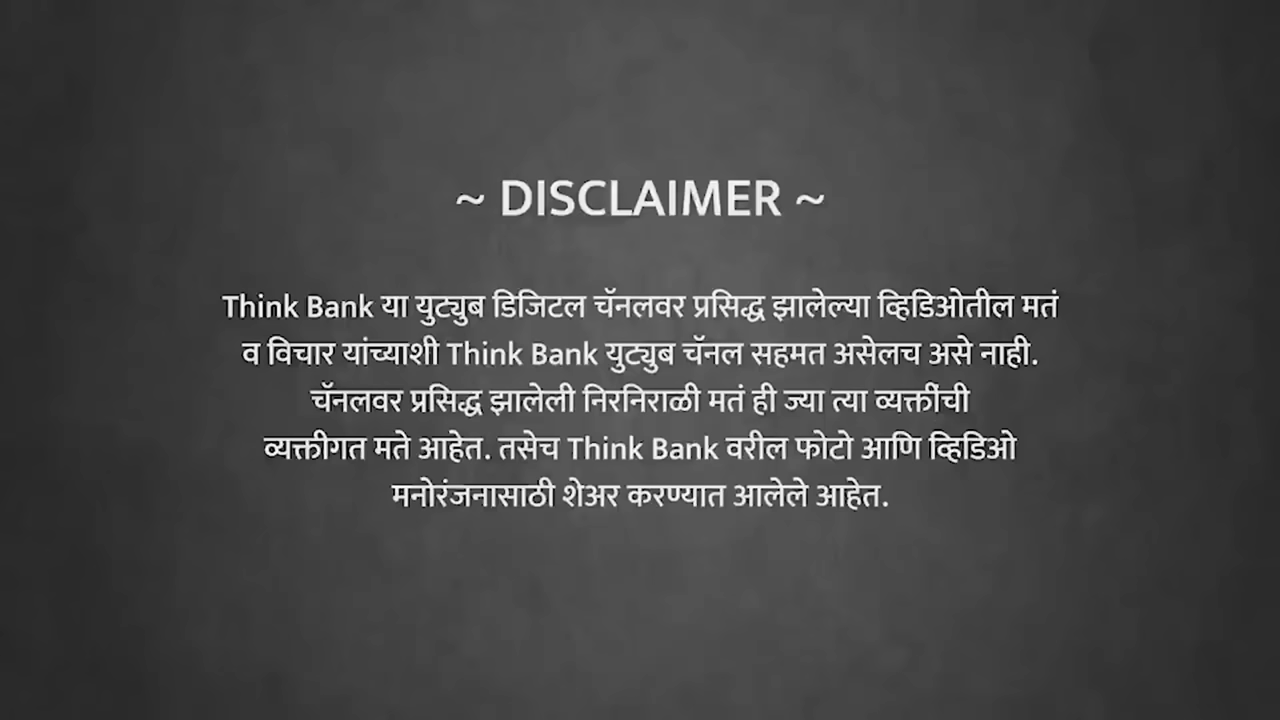 ~ DISCLAIMER ~
Think Bank या युट्युब डिजिटल चॅनलवर प्रसिद्ध झालेल्या व्हिडिओतील मतं
व विचार यांच्याशी Think Bank युट्युब चॅनल सहमत असेलच असे नाही.
चॅनलवर प्रसिद्ध झालेली निरनिराळी मतं ही ज्या त्या व्यक्तींची
व्यक्तीगत मते आहेत. तसेच Think Bank वरील फोटो आणि व्हिडिओ
मनोरंजनासाठी शेअर करण्यात आलेले आहेत.